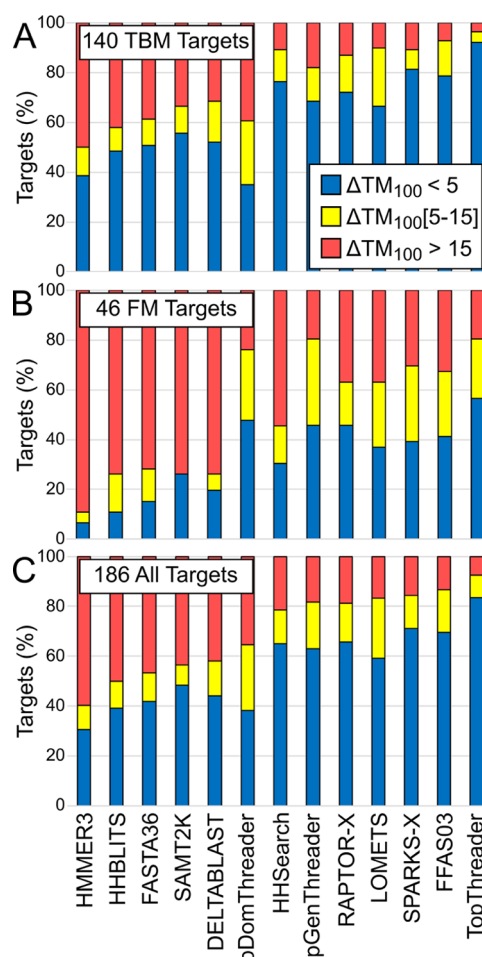 A
140 TBM Targets
Targets (%)
100
80
60
40
20
0
ΔTM100 < 5
ΔTM100[5-15]
ΔTM100 > 15
B
46 FM Targets
Targets (%)
100
80
60
40
20
0
C
186 All Targets
Targets (%)
100
80
60
40
20
0
HMMER3
HHBLITS
FASTA36
SAMT2K
DELTABLAST
pDomThreader
HHSearch
pGenThreader
RAPTOR-X
LOMETS
SPARKS-X
FFAS03
TopThreader